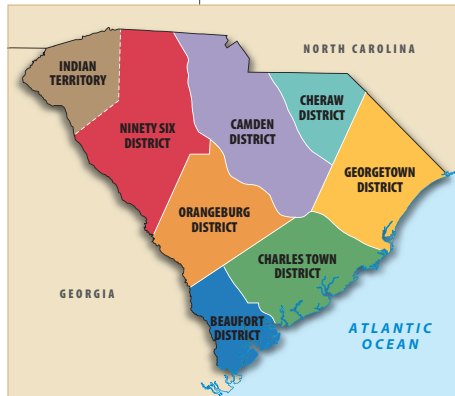 NORTH CAROLINA
INDIAN
TERRITORY
CHERAW
DISTRICT
NINETY SIX
DISTRICT
CAMDEN
DISTRICT
GEORGETOWN
DISTRICT
ORANGEBURG
DISTRICT
CHARLES TOWN
DISTRICT
GEORGIA
BEAUFORT
DISTRICT
ATLANTIC
OCEAN